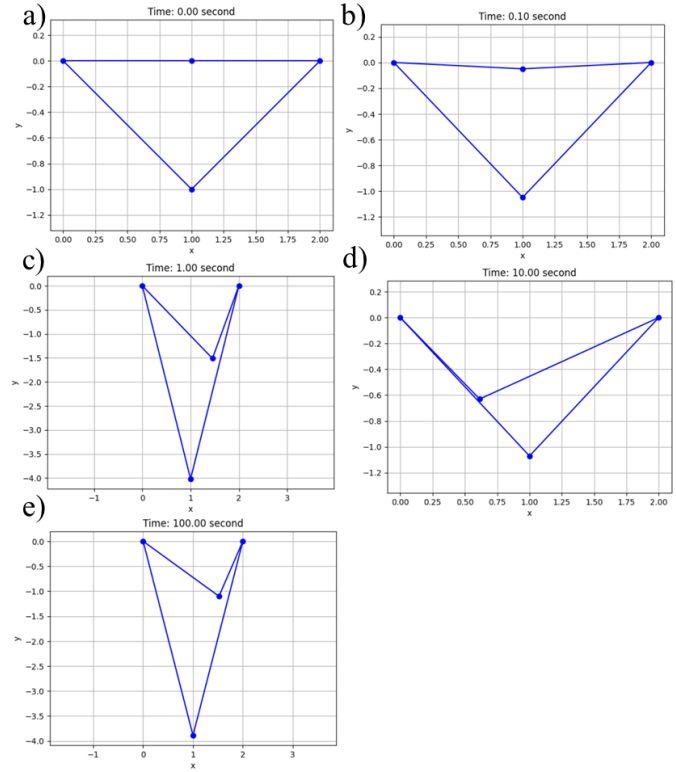 a)
Time: 0.00 second
0.2
0.0
−0.2
−0.4
−0.6
−0.8
−1.0
−1.2
y
0.00 0.25 0.50 0.75 1.00 1.25 1.50 1.75 2.00
x
b)
Time: 0.10 second
0.2
0.0
−0.2
−0.4
−0.6
−0.8
−1.0
−1.2
y
0.00 0.25 0.50 0.75 1.00 1.25 1.50 1.75 2.00
x
c)
Time: 1.00 second
0.0
−0.5
−1.0
−1.5
−2.0
−2.5
−3.0
−3.5
−4.0
y
−1 0 1 2 3
x
d)
Time: 10.00 second
0.2
0.0
−0.2
−0.4
−0.6
−0.8
−1.0
−1.2
y
0.00 0.25 0.50 0.75 1.00 1.25 1.50 1.75 2.00
x
e)
Time: 100.00 second
0.0
−0.5
−1.0
−1.5
−2.0
−2.5
−3.0
−3.5
−4.0
y
−1 0 1 2 3
x